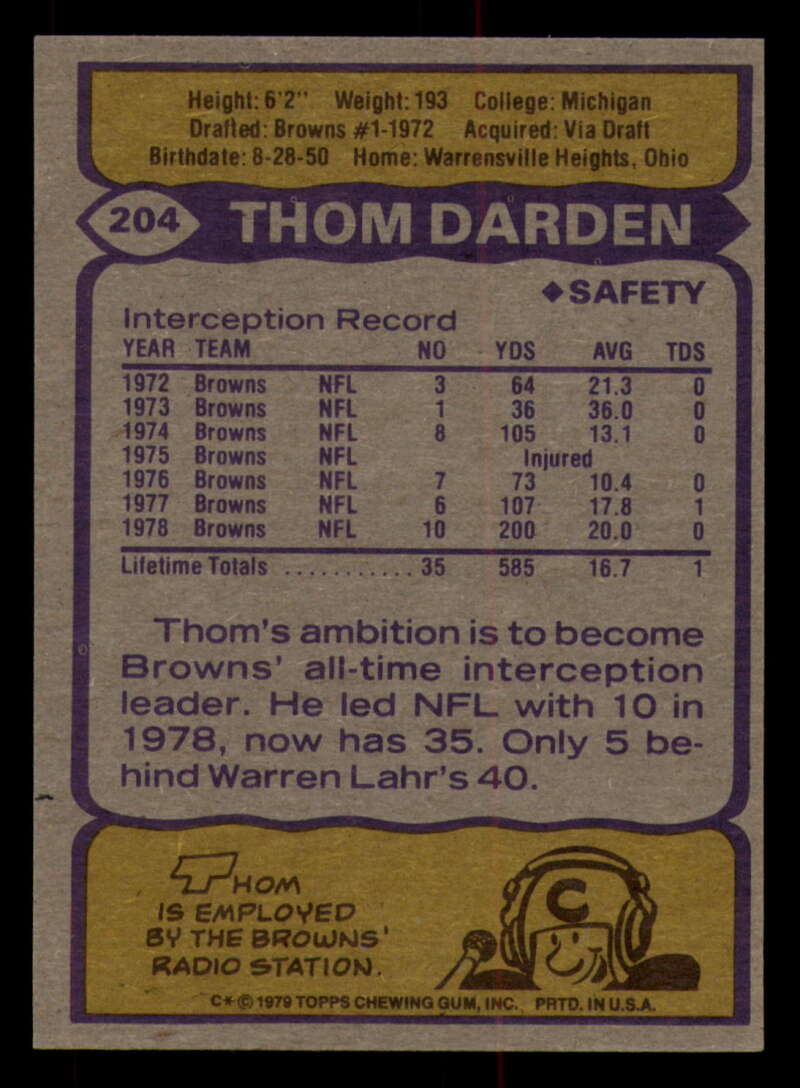 Height: 6'2" Weight: 193 College: Michigan
Drafted: Browns #1-1972 Acquired: Via Draft
Birthdate: 8-28-50 Home: Warrensville Heights, Ohio
204 THOM DARDEN
◆SAFETY
Interception Record
YEAR TEAM NO YDS AVG TDS
1972 Browns NFL 3 64 21.3 0
1973 Browns NFL 1 36 36.0 0
1974 Browns NFL 8 105 13.1 0
1975 Browns NFL Injured
1976 Browns NFL 7 73 10.4 0
1977 Browns NFL 6 107 17.8 1
1978 Browns NFL 10 200 20.0 0
Lifetime Totals ........... 35 585 16.7 1
Thom's ambition is to become
Browns' all-time interception
leader. He led NFL with 10 in
1978, now has 35. Only 5 be-
hind Warren Lahr's 40.
THOM
IS EMPLOYED
BY THE BROWNS'
RADIO STATION.
C
C*© 1979 TOPPS CHEWING GUM, INC. PRTD. IN U.S.A.